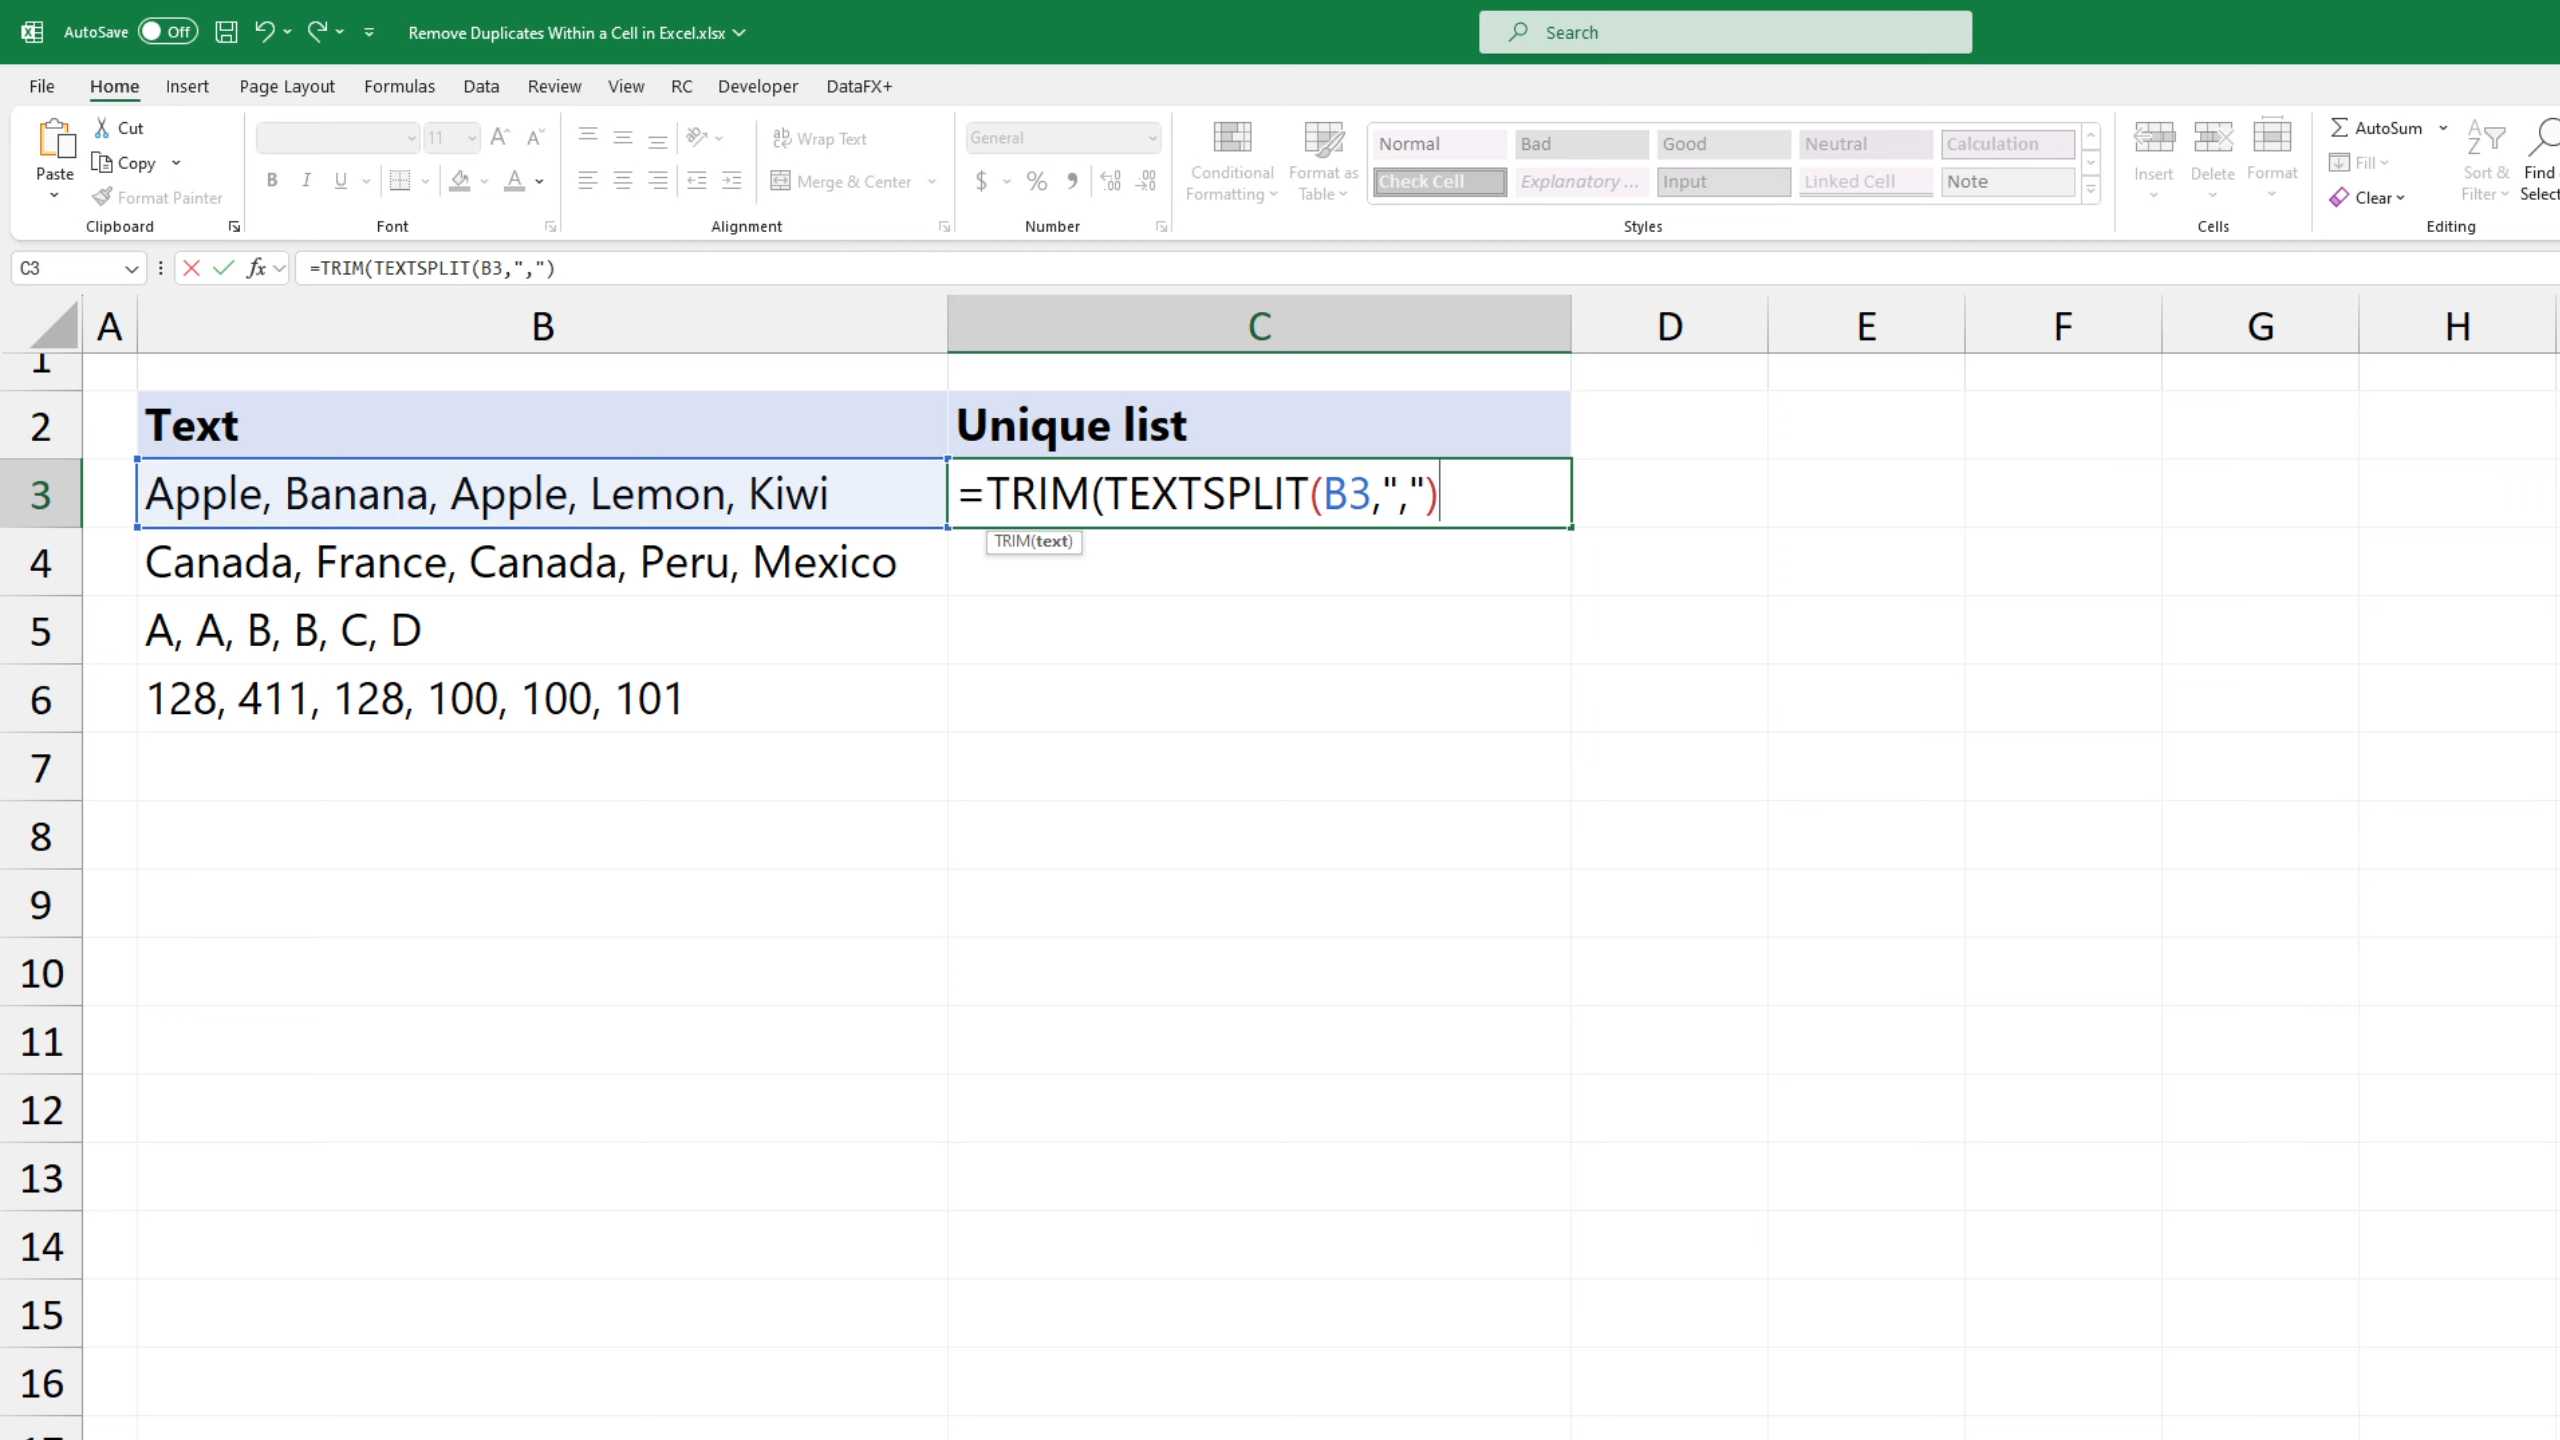 AutoSave Off Remove Duplicates Within a Cell in Excel.xlsx Search
File Home Insert Page Layout Formulas Data Review View RC Developer DataFX+
Paste
Cut
Copy
Format Painter
Clipboard
11
B I U A
Font
ab Wrap Text
Merge & Center
Alignment
General
$ % 9
Number
Conditional Formatting
Format as Table
Normal Bad Good Neutral Calculation
Check Cell Explanatory ... Input Linked Cell Note
Styles
Insert Delete Format
Cells
AutoSum
Fill
Clear
Sort & Filter
Find
Select
Editing
C3 fx =TRIM(TEXTSPLIT(B3,",")
A B C D E F G H
1
2 Text Unique list
3 Apple, Banana, Apple, Lemon, Kiwi =TRIM(TEXTSPLIT(B3,",")
TRIM(text)
4 Canada, France, Canada, Peru, Mexico
5 A, A, B, B, C, D
6 128, 411, 128, 100, 100, 101
7
8
9
10
11
12
13
14
15
16